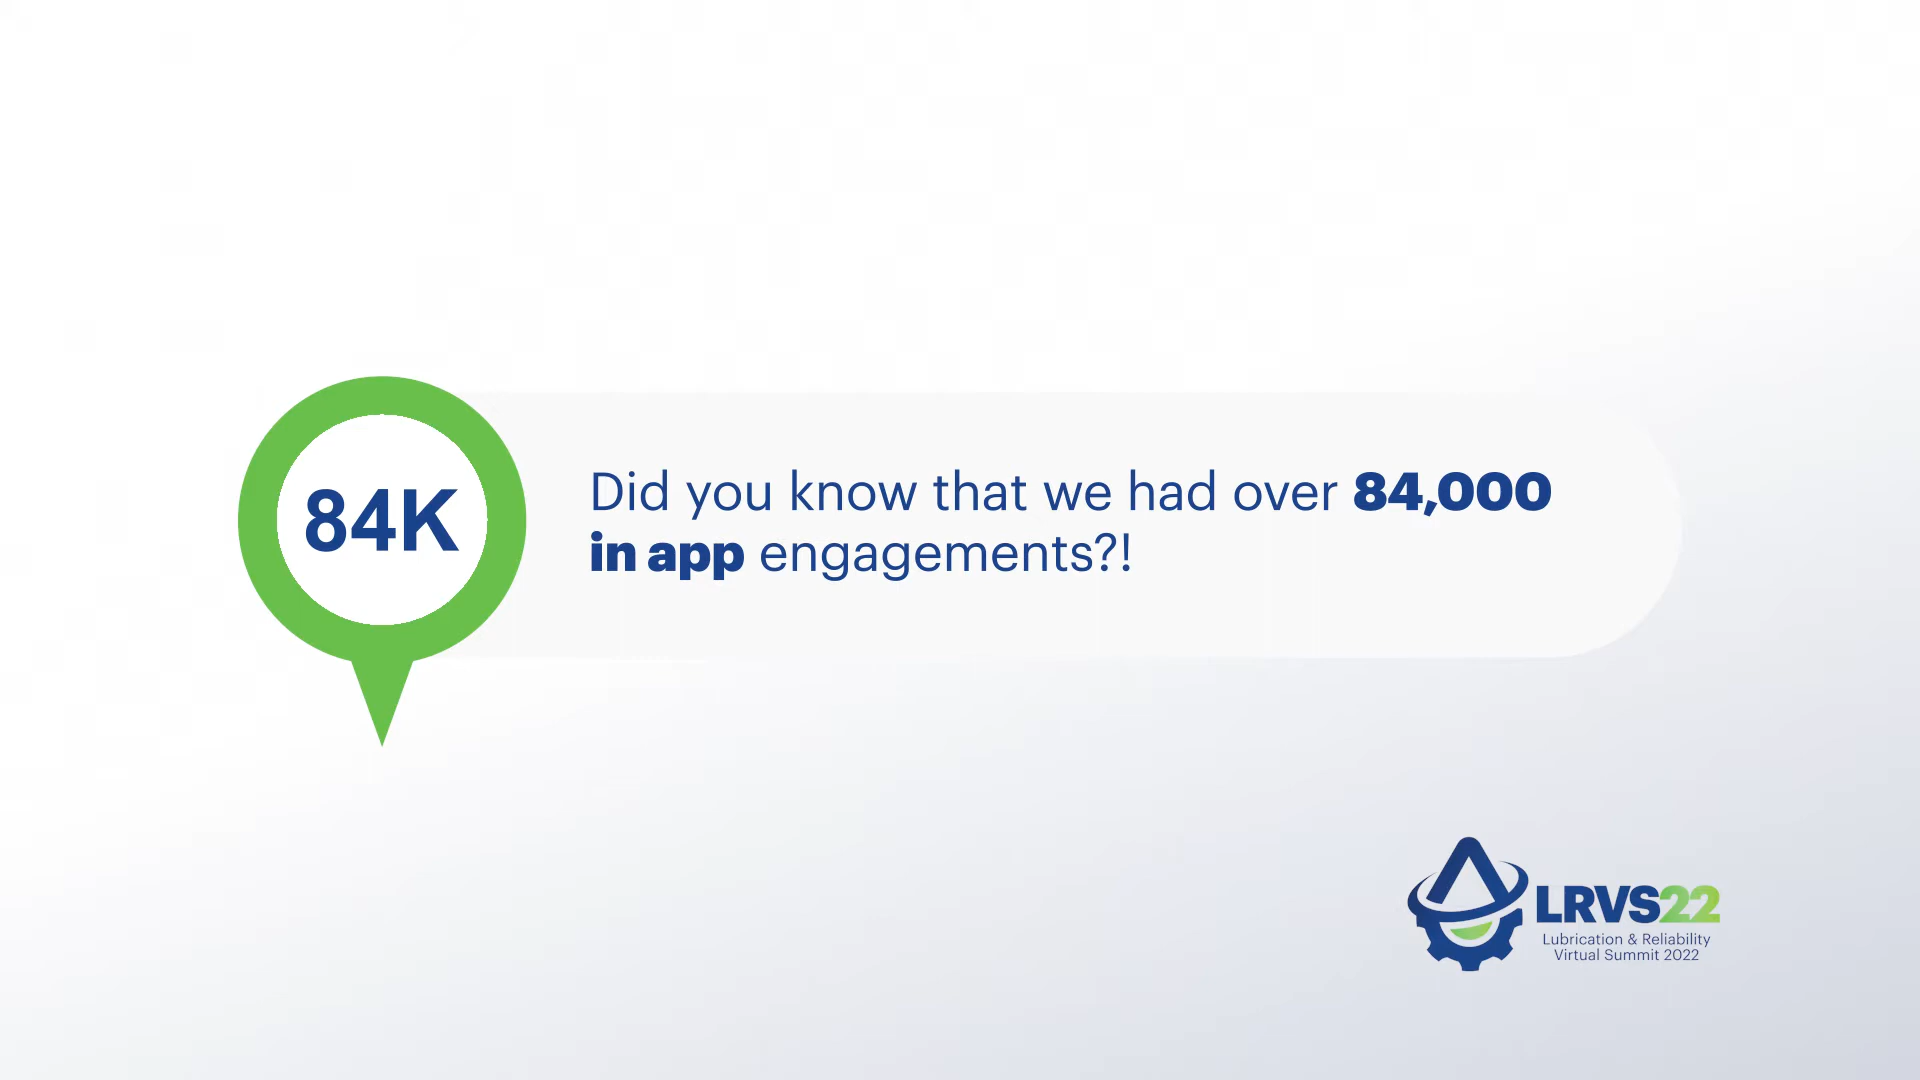 84K
Did you know that we had over 84,000
in app engagements?!
LRVS22
Lubrication & Reliability
Virtual Summit 2022